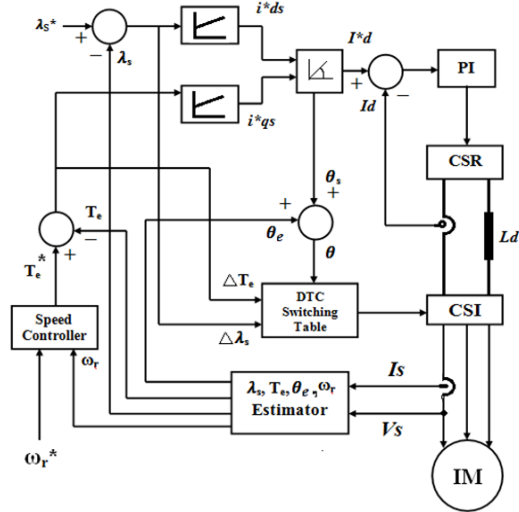 λs*
+
−
λs
i*ds
i*qs
I*d
+
−
Id
PI
CSR
Ld
θs
+
+
θe
θ
Te
−
+
Te*
Speed
Controller
ωr
ωr*
△Te
△λs
DTC
Switching
Table
CSI
λs, Te,θe,,ωr
Estimator
Is
Vs
IM